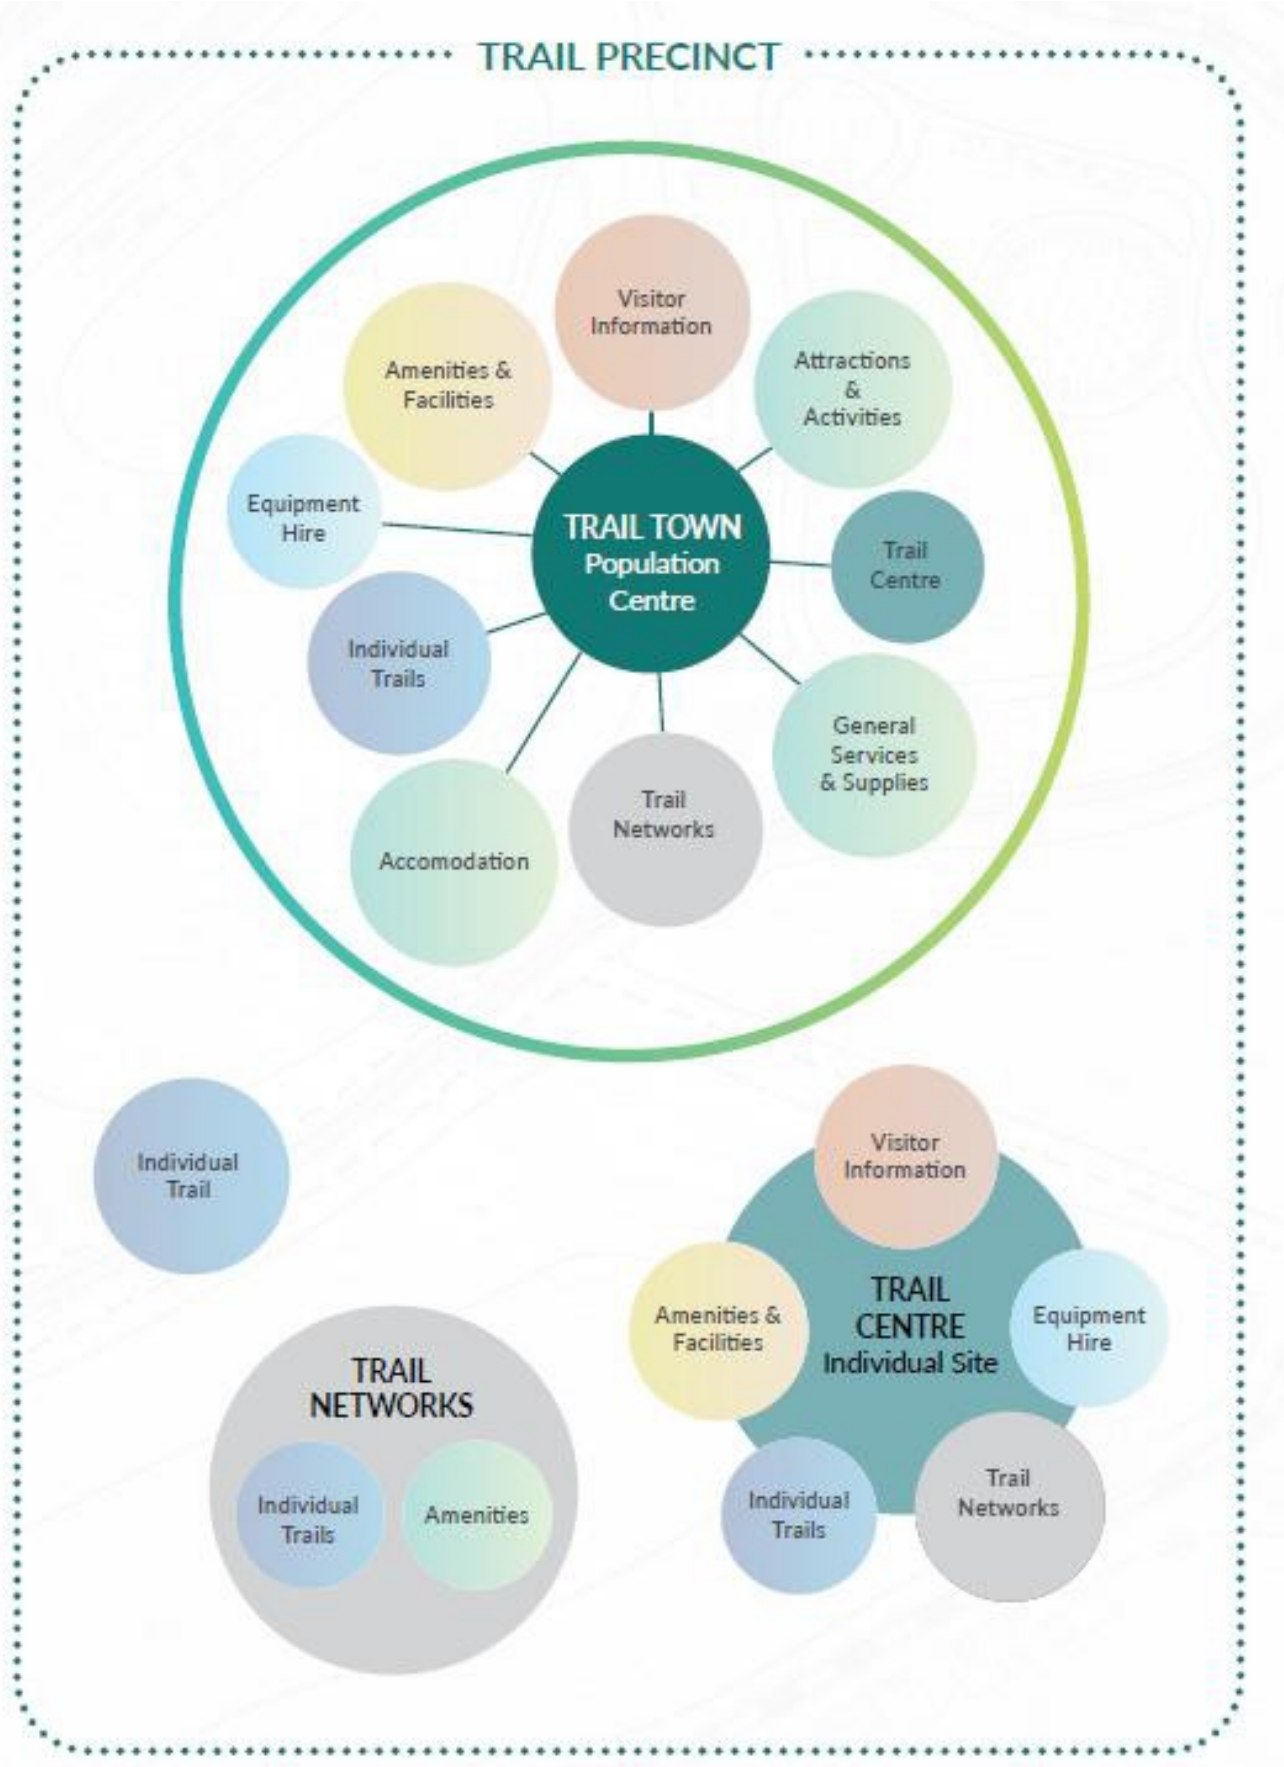 TRAIL PRECINCT
Visitor
Information
Amenities &
Facilities
Attractions
&
Activities
Equipment
Hire
TRAIL TOWN
Population
Centre
Trail
Centre
Individual
Trails
General
Services
& Supplies
Trail
Networks
Accomodation
Individual
Trail
Visitor
Information
Amenities &
Facilities
TRAIL
CENTRE
Individual Site
Equipment
Hire
TRAIL
NETWORKS
Individual
Trails
Amenities
Individual
Trails
Trail
Networks